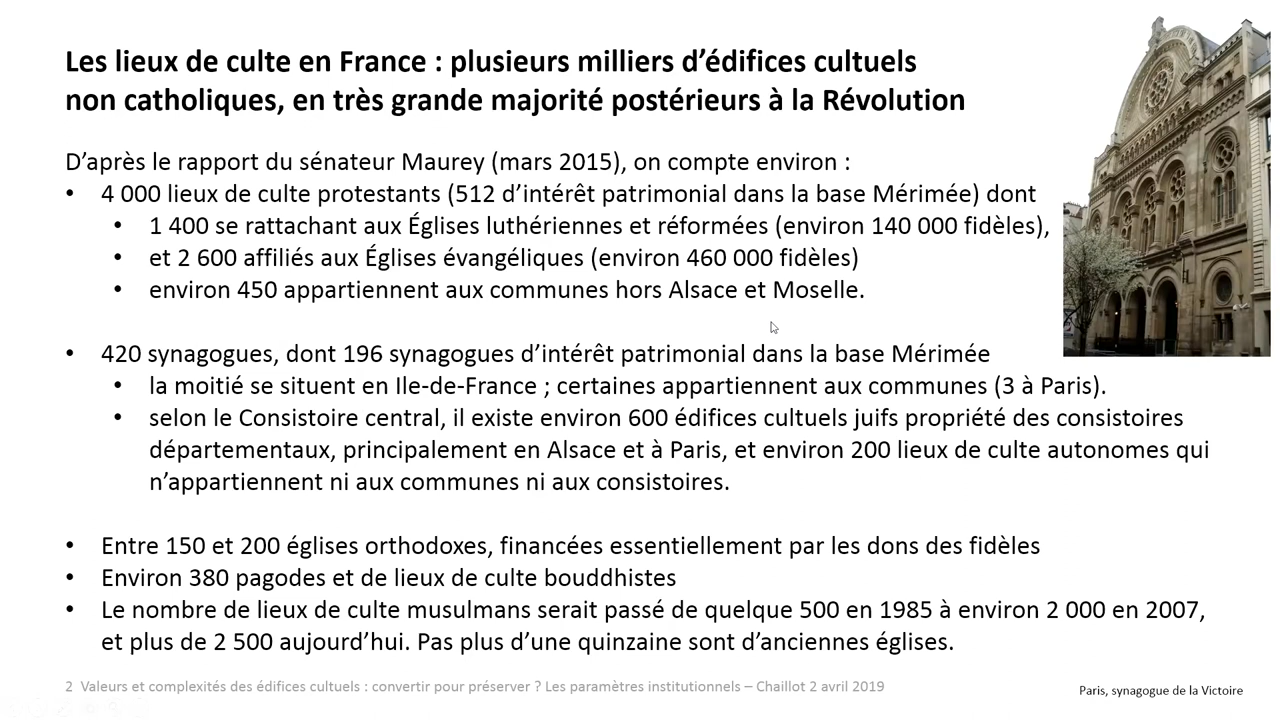 Les lieux de culte en France : plusieurs milliers d’édifices cultuels
non catholiques, en très grande majorité postérieurs à la Révolution
D’après le rapport du sénateur Maurey (mars 2015), on compte environ :
• 4 000 lieux de culte protestants (512 d’intérêt patrimonial dans la base Mérimée) dont
• 1 400 se rattachant aux Églises luthériennes et réformées (environ 140 000 fidèles),
• et 2 600 affiliés aux Églises évangéliques (environ 460 000 fidèles)
• environ 450 appartiennent aux communes hors Alsace et Moselle.
• 420 synagogues, dont 196 synagogues d’intérêt patrimonial dans la base Mérimée
• la moitié se situent en Ile-de-France ; certaines appartiennent aux communes (3 à Paris).
• selon le Consistoire central, il existe environ 600 édifices cultuels juifs propriété des consistoires
départementaux, principalement en Alsace et à Paris, et environ 200 lieux de culte autonomes qui
n’appartiennent ni aux communes ni aux consistoires.
• Entre 150 et 200 églises orthodoxes, financées essentiellement par les dons des fidèles
• Environ 380 pagodes et de lieux de culte bouddhistes
• Le nombre de lieux de culte musulmans serait passé de quelque 500 en 1985 à environ 2 000 en 2007,
et plus de 2 500 aujourd’hui. Pas plus d’une quinzaine sont d’anciennes églises.
2 Valeurs et complexités des édifices cultuels : convertir pour préserver ? Les paramètres institutionnels – Chaillot 2 avril 2019
Paris, synagogue de la Victoire